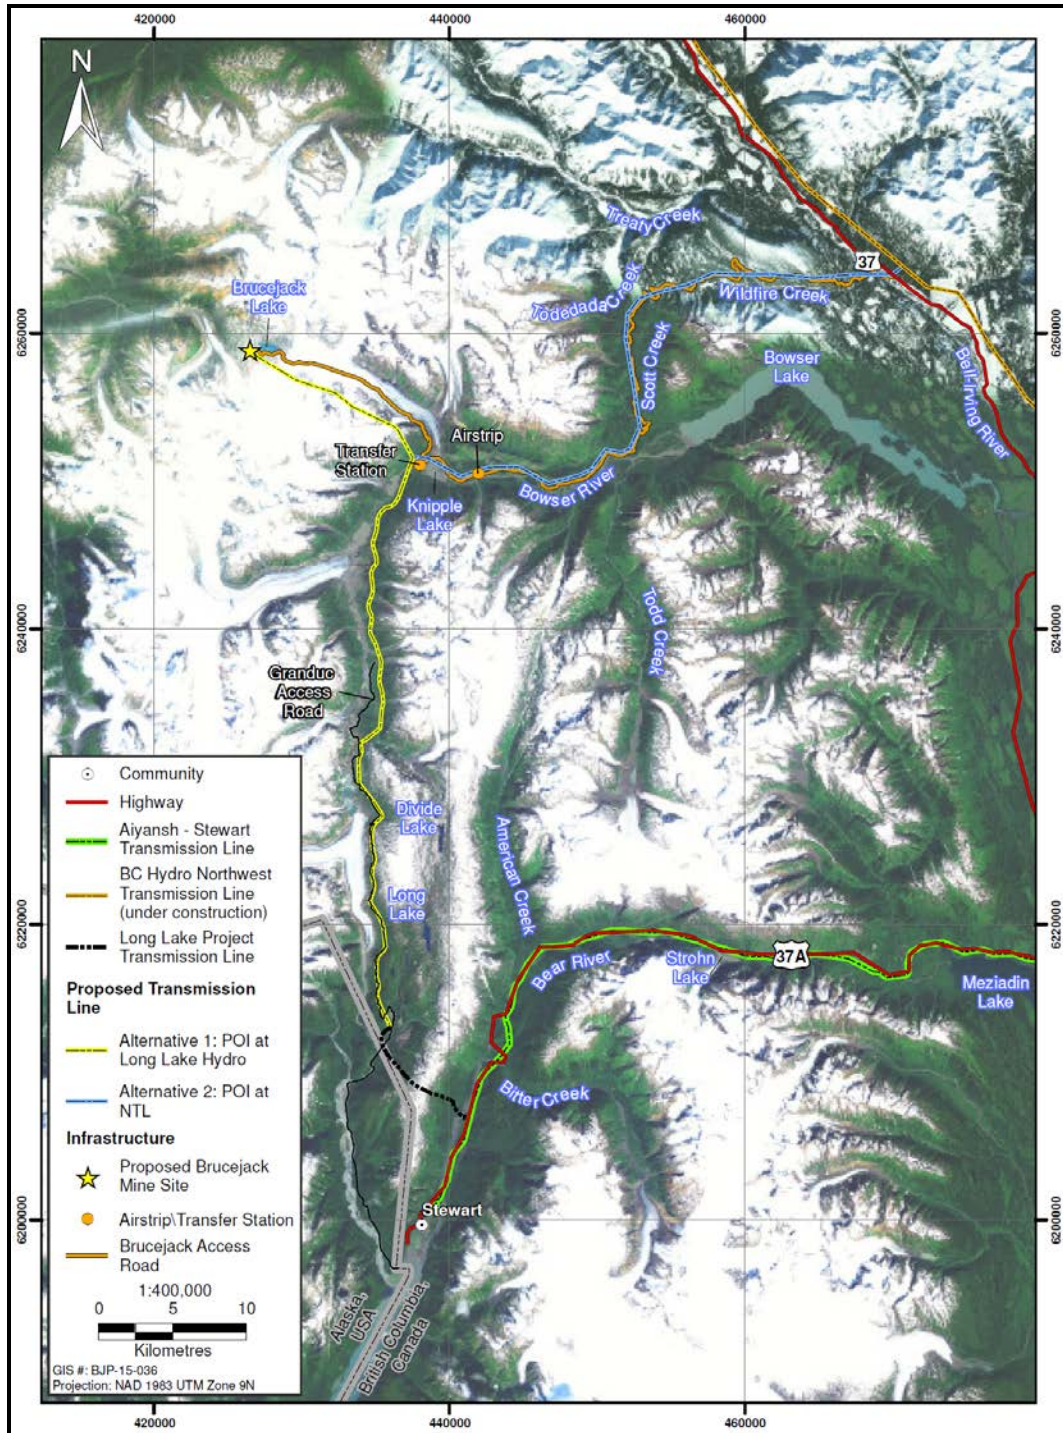 420000
440000
460000
N
Treaty Creek
37
Brucejack
Lake
Todedada Creek
Wildfire Creek
6260000
6260000
Scott Creek
Bowser
Lake
Bell-Irving River
Airstrip
Transfer
Station
Knipple
Lake
Bowser River
Todd Creek
6240000
6240000
Granduc
Access
Road
Divide
Lake
American Creek
Long
Lake
6220000
6220000
Bear River
Strohn
Lake
37A
Meziadin
Lake
Bitter Creek
Stewart
6200000
6200000
Alaska,
USA
British Columbia,
Canada
Community
Highway
Aiyansh - Stewart
Transmission Line
BC Hydro Northwest
Transmission Line
(under construction)
Long Lake Project
Transmission Line
Proposed Transmission
Line
Alternative 1: POI at
Long Lake Hydro
Alternative 2: POI at
NTL
Infrastructure
Proposed Brucejack
Mine Site
Airstrip\Transfer Station
Brucejack Access
Road
1:400,000
0 5 10
Kilometres
GIS #: BJP-15-036
Projection: NAD 1983 UTM Zone 9N
420000
440000
460000